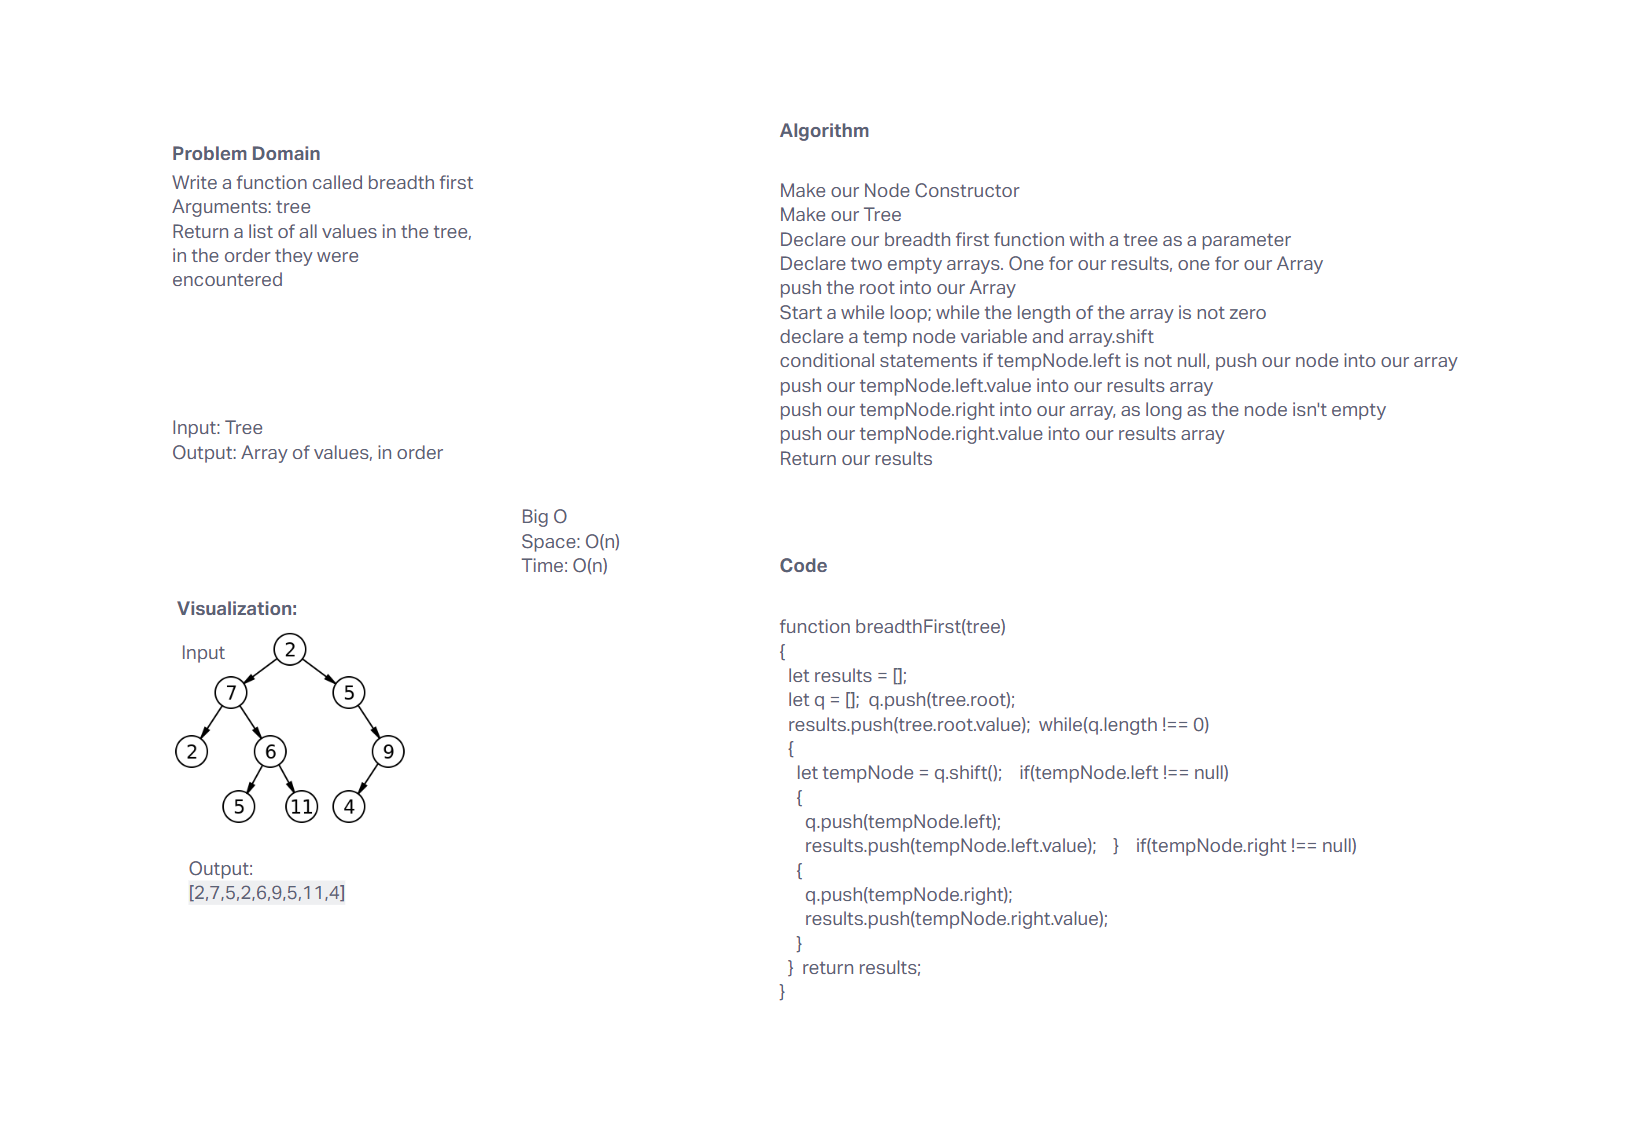 Problem Domain
Write a function called breadth first
Arguments: tree
Return a list of all values in the tree,
in the order they were
encountered
Input: Tree
Output: Array of values, in order
Big O
Space: O(n)
Time: O(n)
Visualization:
Input
2
7
5
2
6
9
5
11
4
Output:
[2,7,5,2,6,9,5,11,4]
Algorithm
Make our Node Constructor
Make our Tree
Declare our breadth first function with a tree as a parameter
Declare two empty arrays. One for our results, one for our Array
push the root into our Array
Start a while loop; while the length of the array is not zero
declare a temp node variable and array.shift
conditional statements if tempNode.left is not null, push our node into our array
push our tempNode.left.value into our results array
push our tempNode.right into our array, as long as the node isn't empty
push our tempNode.right.value into our results array
Return our results
Code
function breadthFirst(tree)
{
let results = [];
let q = []; q.push(tree.root);
results.push(tree.root.value); while(q.length !== 0)
{
let tempNode = q.shift(); if(tempNode.left !== null)
{
q.push(tempNode.left);
results.push(tempNode.left.value); } if(tempNode.right !== null)
{
q.push(tempNode.right);
results.push(tempNode.right.value);
}
} return results;
}